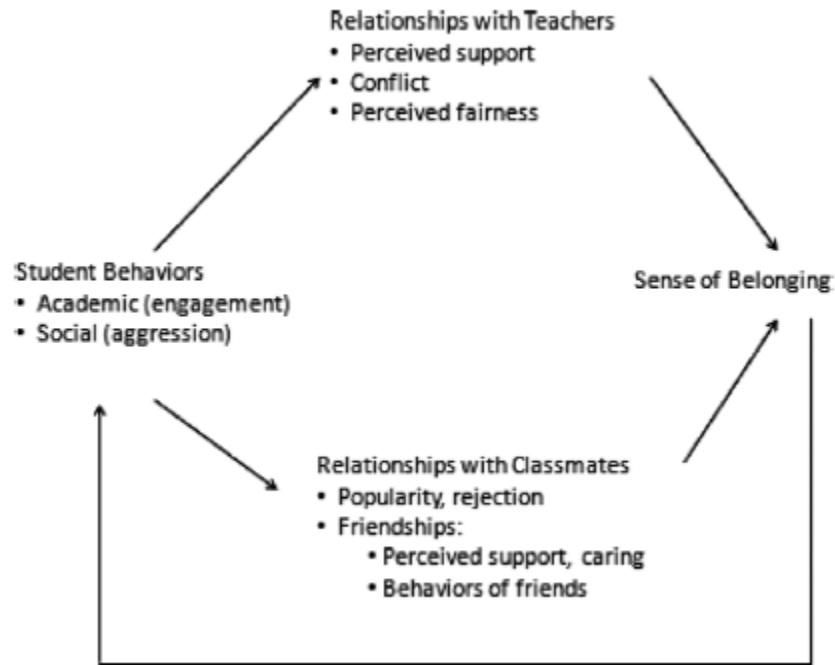 Relationships with Teachers
• Perceived support
• Conflict
• Perceived fairness
Student Behaviors
• Academic (engagement)
• Social (aggression)
Sense of Belonging
Relationships with Classmates
• Popularity, rejection
• Friendships:
• Perceived support, caring
• Behaviors of friends